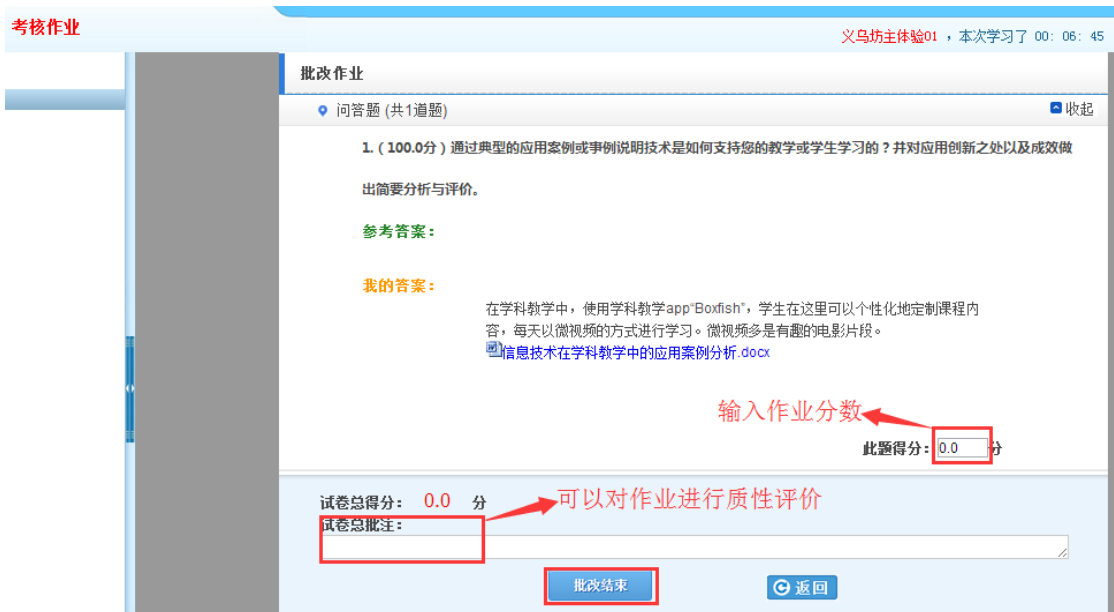 考核作业
义乌坊主体验01 ，本次学习了 00: 06: 45
批改作业
问答题 (共1道题)
收起
1. ( 100.0分 ) 通过典型的应用案例或事例说明技术是如何支持您的教学或学生学习的？并对应用创新之处以及成效做
出简要分析与评价。
参考答案：
我的答案：
在学科教学中，使用学科教学app“Boxfish”，学生在这里可以个性化地定制课程内
容，每天以微视频的方式进行学习。微视频多是有趣的电影片段。
信息技术在学科教学中的应用案例分析.docx
输入作业分数
此题得分： 0.0 分
试卷总得分： 0.0 分
可以对作业进行质性评价
试卷总批注：
批改结束
返回